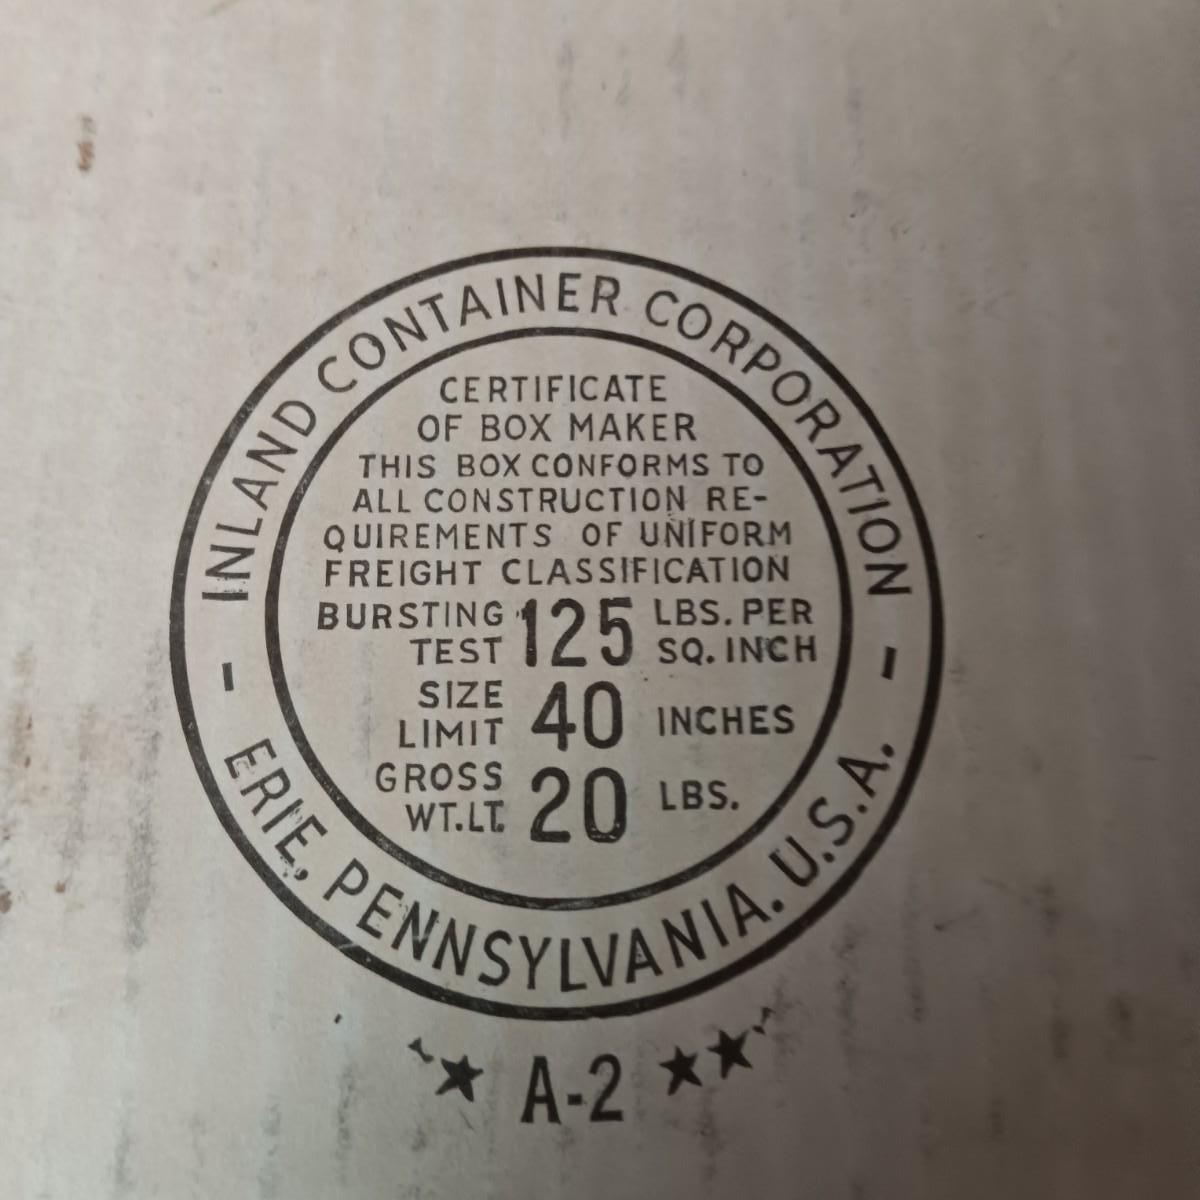 INLAND CONTAINER CORPORATION
CERTIFICATE
OF BOX MAKER
THIS BOX CONFORMS TO
ALL CONSTRUCTION RE-
QUIREMENTS OF UNIFORM
FREIGHT CLASSIFICATION
BURSTING TEST 125 LBS. PER SQ. INCH
SIZE LIMIT 40 INCHES
GROSS WT. LT. 20 LBS.
- ERIE, PENNSYLVANIA. U.S.A. -
★ A-2 ★★